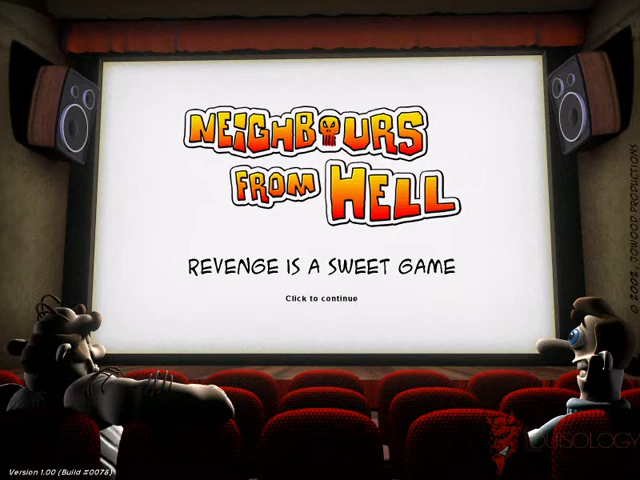 NEIGHBOURS
FROM HELL
REVENGE IS A SWEET GAME
Click to continue
© 2003, JOWOOD PRODUCTIONS
Version 1.00 (Build #0078)